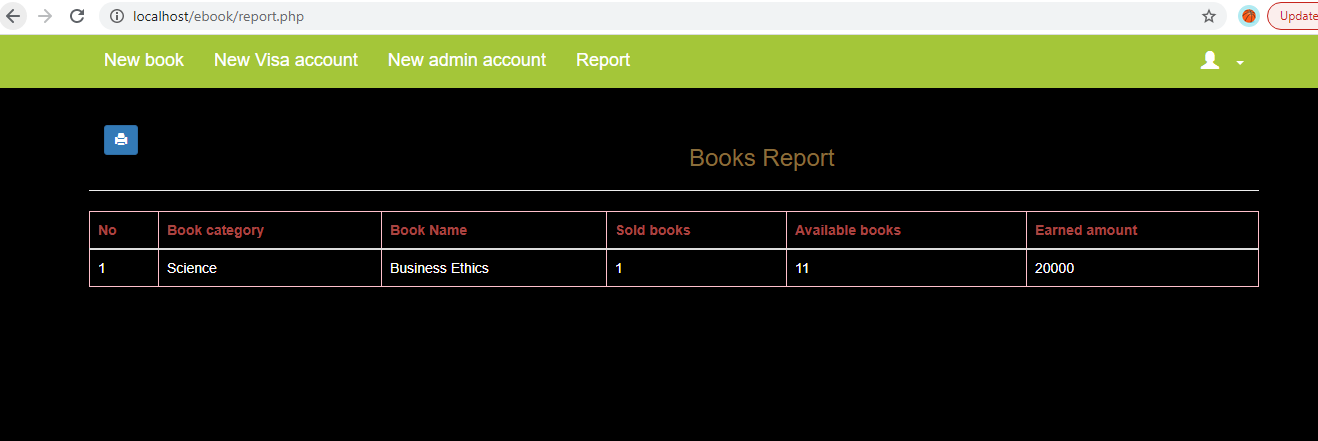 localhost/ebook/report.php
Update
New book New Visa account New admin account Report
Books Report
No Book category Book Name Sold books Available books Earned amount
1 Science Business Ethics 1 11 20000